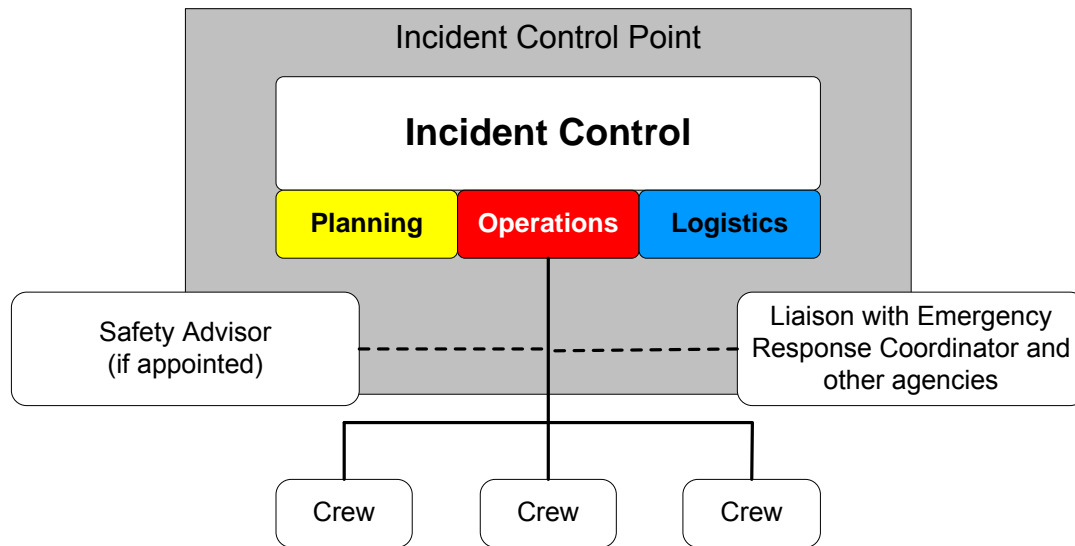 Incident Control Point
Incident Control
Planning
Operations
Logistics
Safety Advisor
(if appointed)
Liaison with Emergency
Response Coordinator and
other agencies
Crew
Crew
Crew